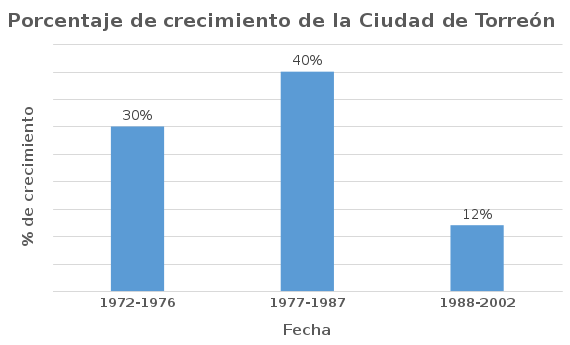 Porcentaje de crecimiento de la Ciudad de Torreón
% de crecimiento
40%
30%
12%
1972-1976
1977-1987
1988-2002
Fecha